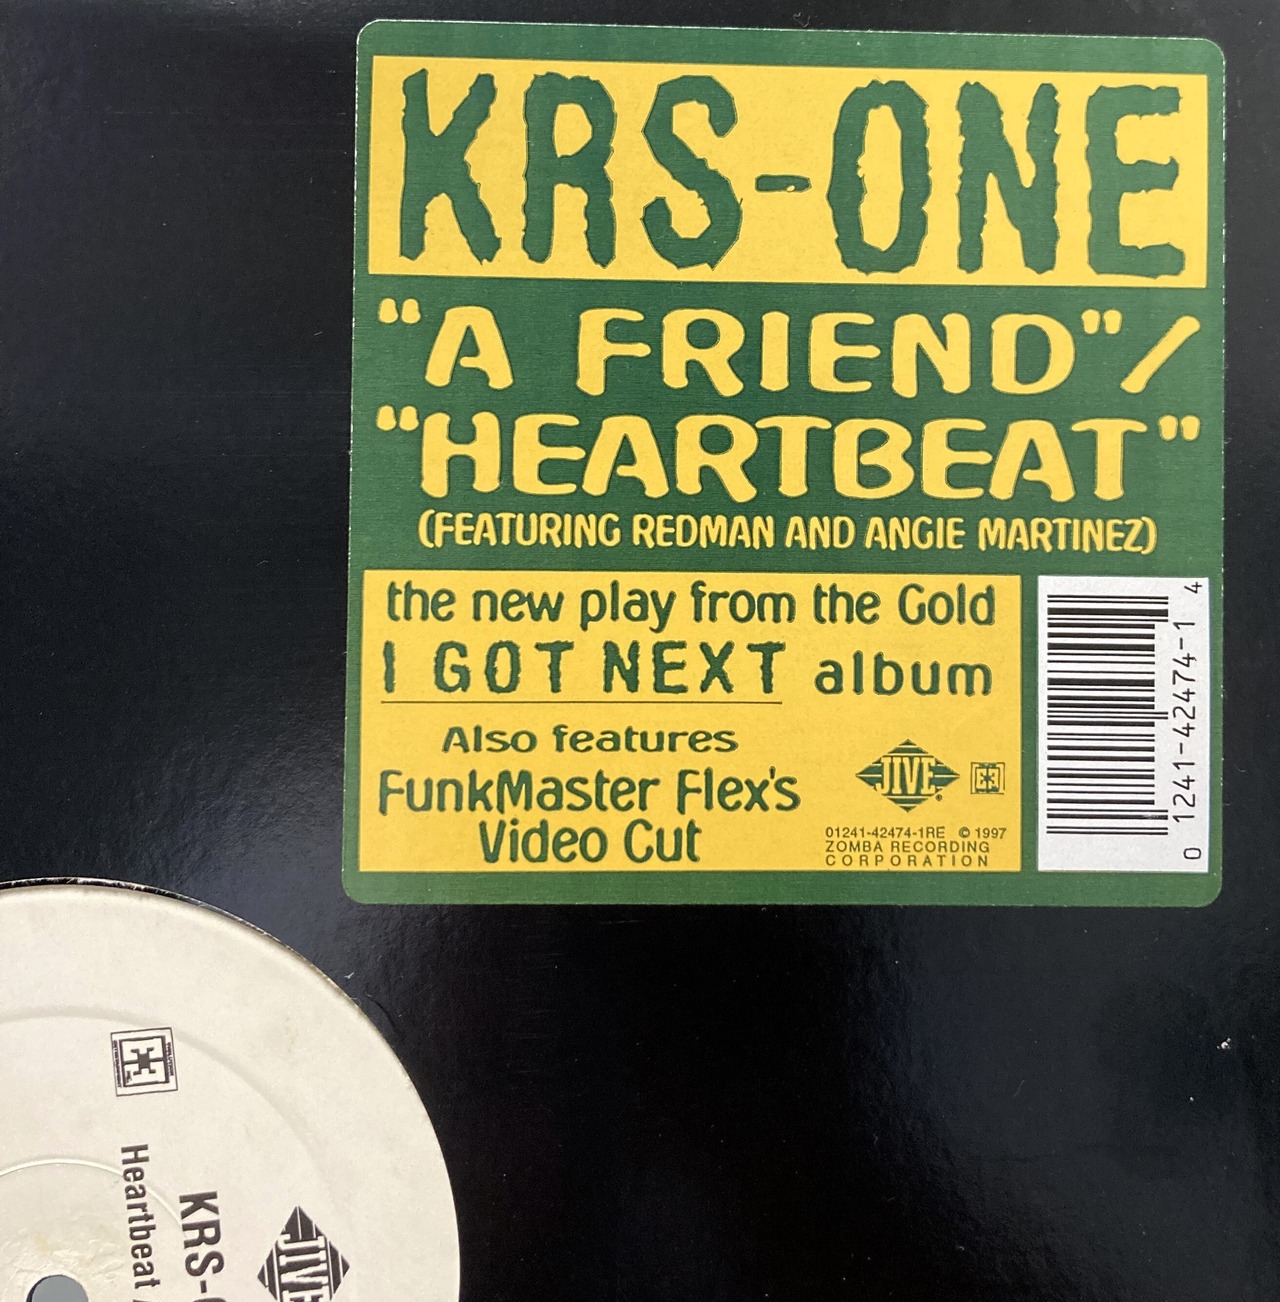 KRS-ONE
"A FRIEND"/
"HEARTBEAT"
(FEATURING REDMAN AND ANGIE MARTINEZ)
the new play from the Gold
I GOT NEXT album
Also features
FunkMaster Flex's
Video Cut
JIVE
01241-42474-1RE © 1997
ZOMBA RECORDING
CORPORATION
0 1241-42474-1 4
JIVE
KRS-
Heartbeat